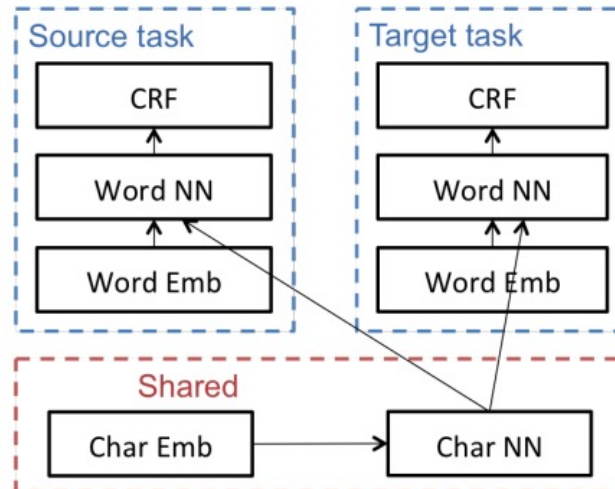 Source task
CRF
Word NN
Word Emb
Target task
CRF
Word NN
Word Emb
Shared
Char Emb
Char NN